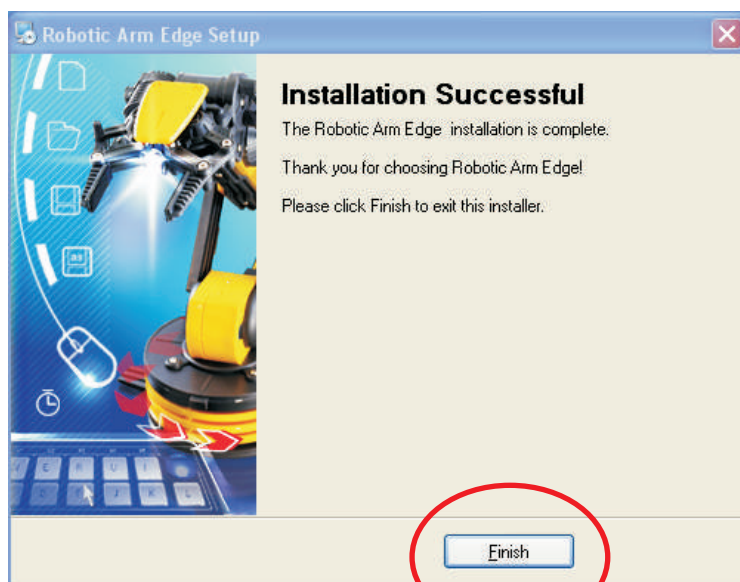 Robotic Arm Edge Setup
Installation Successful
The Robotic Arm Edge installation is complete.
Thank you for choosing Robotic Arm Edge!
Please click Finish to exit this installer.
Finish